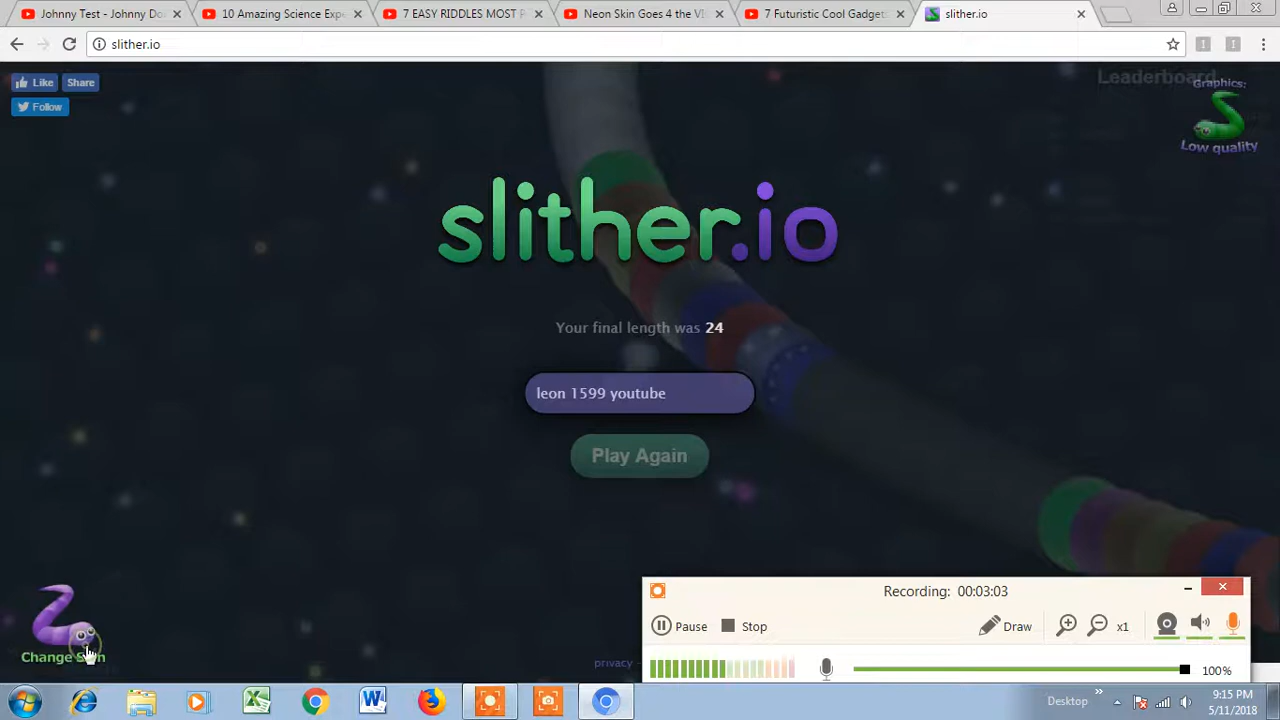 Johnny Test - Johnny Do
10 Amazing Science Exp
7 EASY RIDDLES MOST P
Neon Skin Goes 4 the VI
7 Futuristic Cool Gadgets
slither.io
slither.io
Like
Share
Follow
Leaderboard
Graphics:
Low quality
slither.io
Your final length was 24
leon 1599 youtube
Play Again
Change Skin
privacy
Recording: 00:03:03
Pause
Stop
Draw
x1
100%
Desktop
9:15 PM
5/11/2018